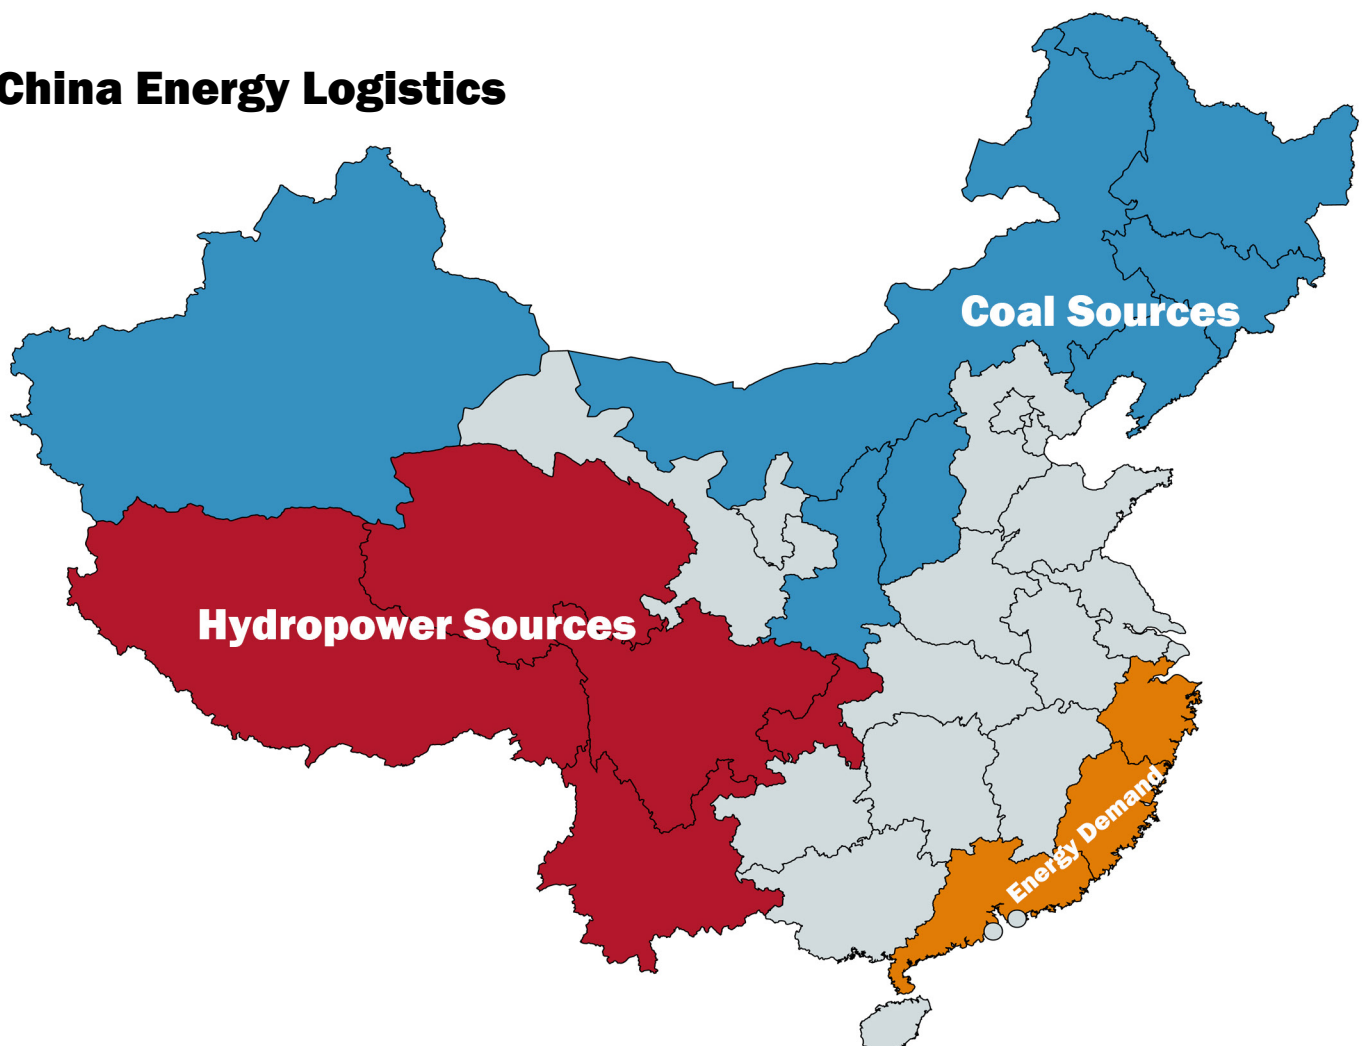 China Energy Logistics
Coal Sources
Hydropower Sources
Energy Demand